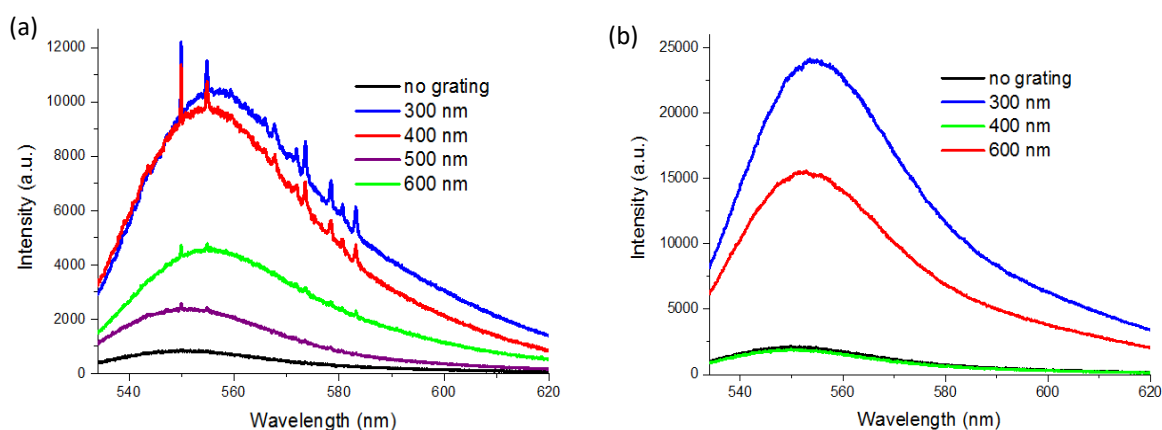 (a)
12000
10000
8000
6000
4000
2000
0
Intensity (a.u.)
no grating
300 nm
400 nm
500 nm
600 nm
540 560 580 600 620
Wavelength (nm)
(b)
25000
20000
15000
10000
5000
0
Intensity (a.u.)
no grating
300 nm
400 nm
600 nm
540 560 580 600 620
Wavelength (nm)